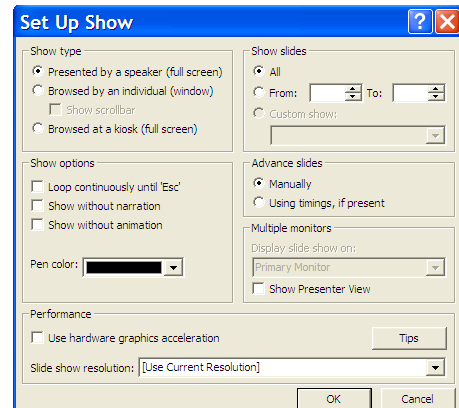 Set Up Show
Show type
Presented by a speaker (full screen)
Browsed by an individual (window)
Show scrollbar
Browsed at a kiosk (full screen)
Show slides
All
From: To:
Custom show:
Show options
Loop continuously until 'Esc'
Show without narration
Show without animation
Pen color:
Advance slides
Manually
Using timings, if present
Multiple monitors
Display slide show on:
Primary Monitor
Show Presenter View
Performance
Use hardware graphics acceleration
Tips
Slide show resolution: [Use Current Resolution]
OK Cancel